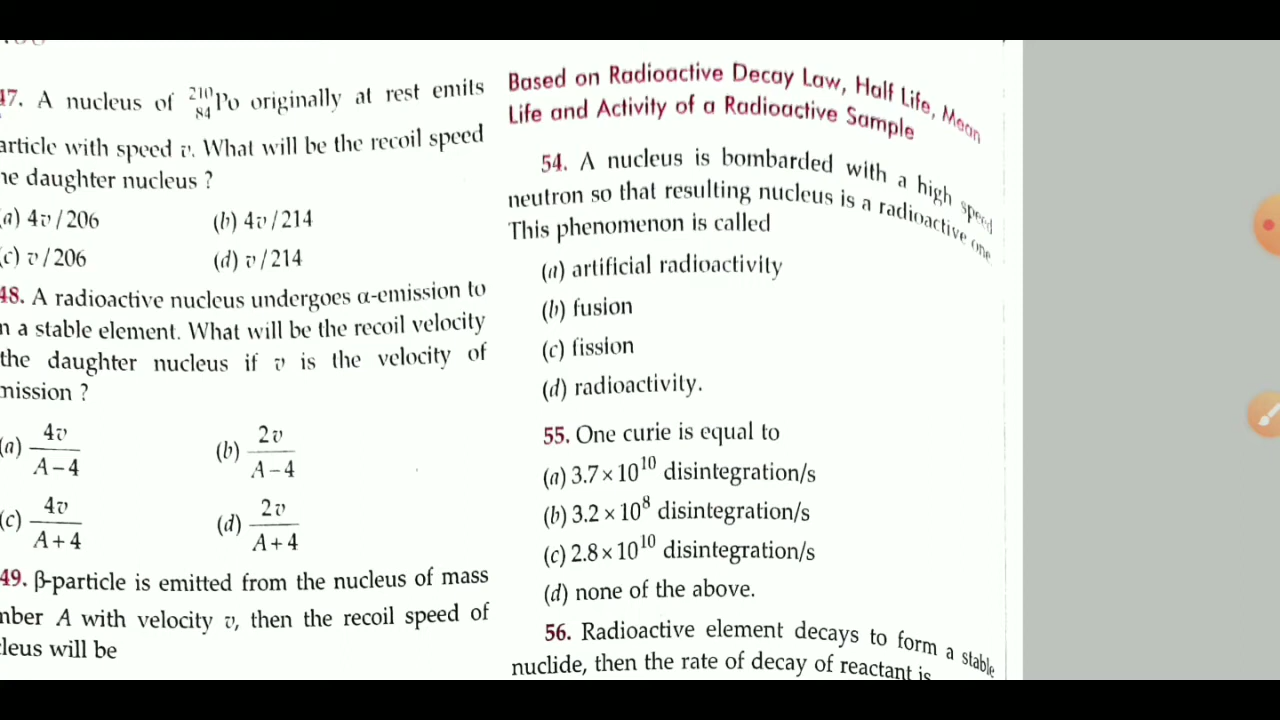 47. A nucleus of ²¹⁰₈₄Po originally at rest emits
article with speed v. What will be the recoil speed
he daughter nucleus ?
(a) 4v/206 (b) 4v/214
(c) v/206 (d) v/214
48. A radioactive nucleus undergoes α-emission to
a stable element. What will be the recoil velocity
the daughter nucleus if v is the velocity of
mission ?
(a) 4v/A−4 (b) 2v/A−4
(c) 4v/A+4 (d) 2v/A+4
49. β-particle is emitted from the nucleus of mass
mber A with velocity v, then the recoil speed of
cleus will be
Based on Radioactive Decay Law, Half Life, Mean
Life and Activity of a Radioactive Sample
54. A nucleus is bombarded with a high speed
neutron so that resulting nucleus is a radioactive one
This phenomenon is called
(a) artificial radioactivity
(b) fusion
(c) fission
(d) radioactivity.
55. One curie is equal to
(a) 3.7 × 10¹⁰ disintegration/s
(b) 3.2 × 10⁸ disintegration/s
(c) 2.8 × 10¹⁰ disintegration/s
(d) none of the above.
56. Radioactive element decays to form a stable
nuclide, then the rate of decay of reactant is